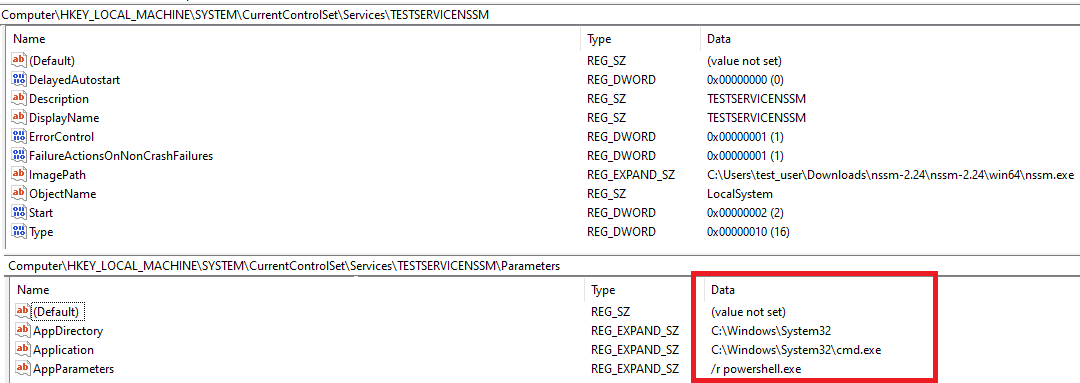 Computer\HKEY_LOCAL_MACHINE\SYSTEM\CurrentControlSet\Services\TESTSERVICENSSM
Name Type Data
(Default) REG_SZ (value not set)
DelayedAutostart REG_DWORD 0x00000000 (0)
Description REG_SZ TESTSERVICENSSM
DisplayName REG_SZ TESTSERVICENSSM
ErrorControl REG_DWORD 0x00000001 (1)
FailureActionsOnNonCrashFailures REG_DWORD 0x00000001 (1)
ImagePath REG_EXPAND_SZ C:\Users\test_user\Downloads\nssm-2.24\nssm-2.24\win64\nssm.exe
ObjectName REG_SZ LocalSystem
Start REG_DWORD 0x00000002 (2)
Type REG_DWORD 0x00000010 (16)
Computer\HKEY_LOCAL_MACHINE\SYSTEM\CurrentControlSet\Services\TESTSERVICENSSM\Parameters
Name Type Data
(Default) REG_SZ (value not set)
AppDirectory REG_EXPAND_SZ C:\Windows\System32
Application REG_EXPAND_SZ C:\Windows\System32\cmd.exe
AppParameters REG_EXPAND_SZ /r powershell.exe